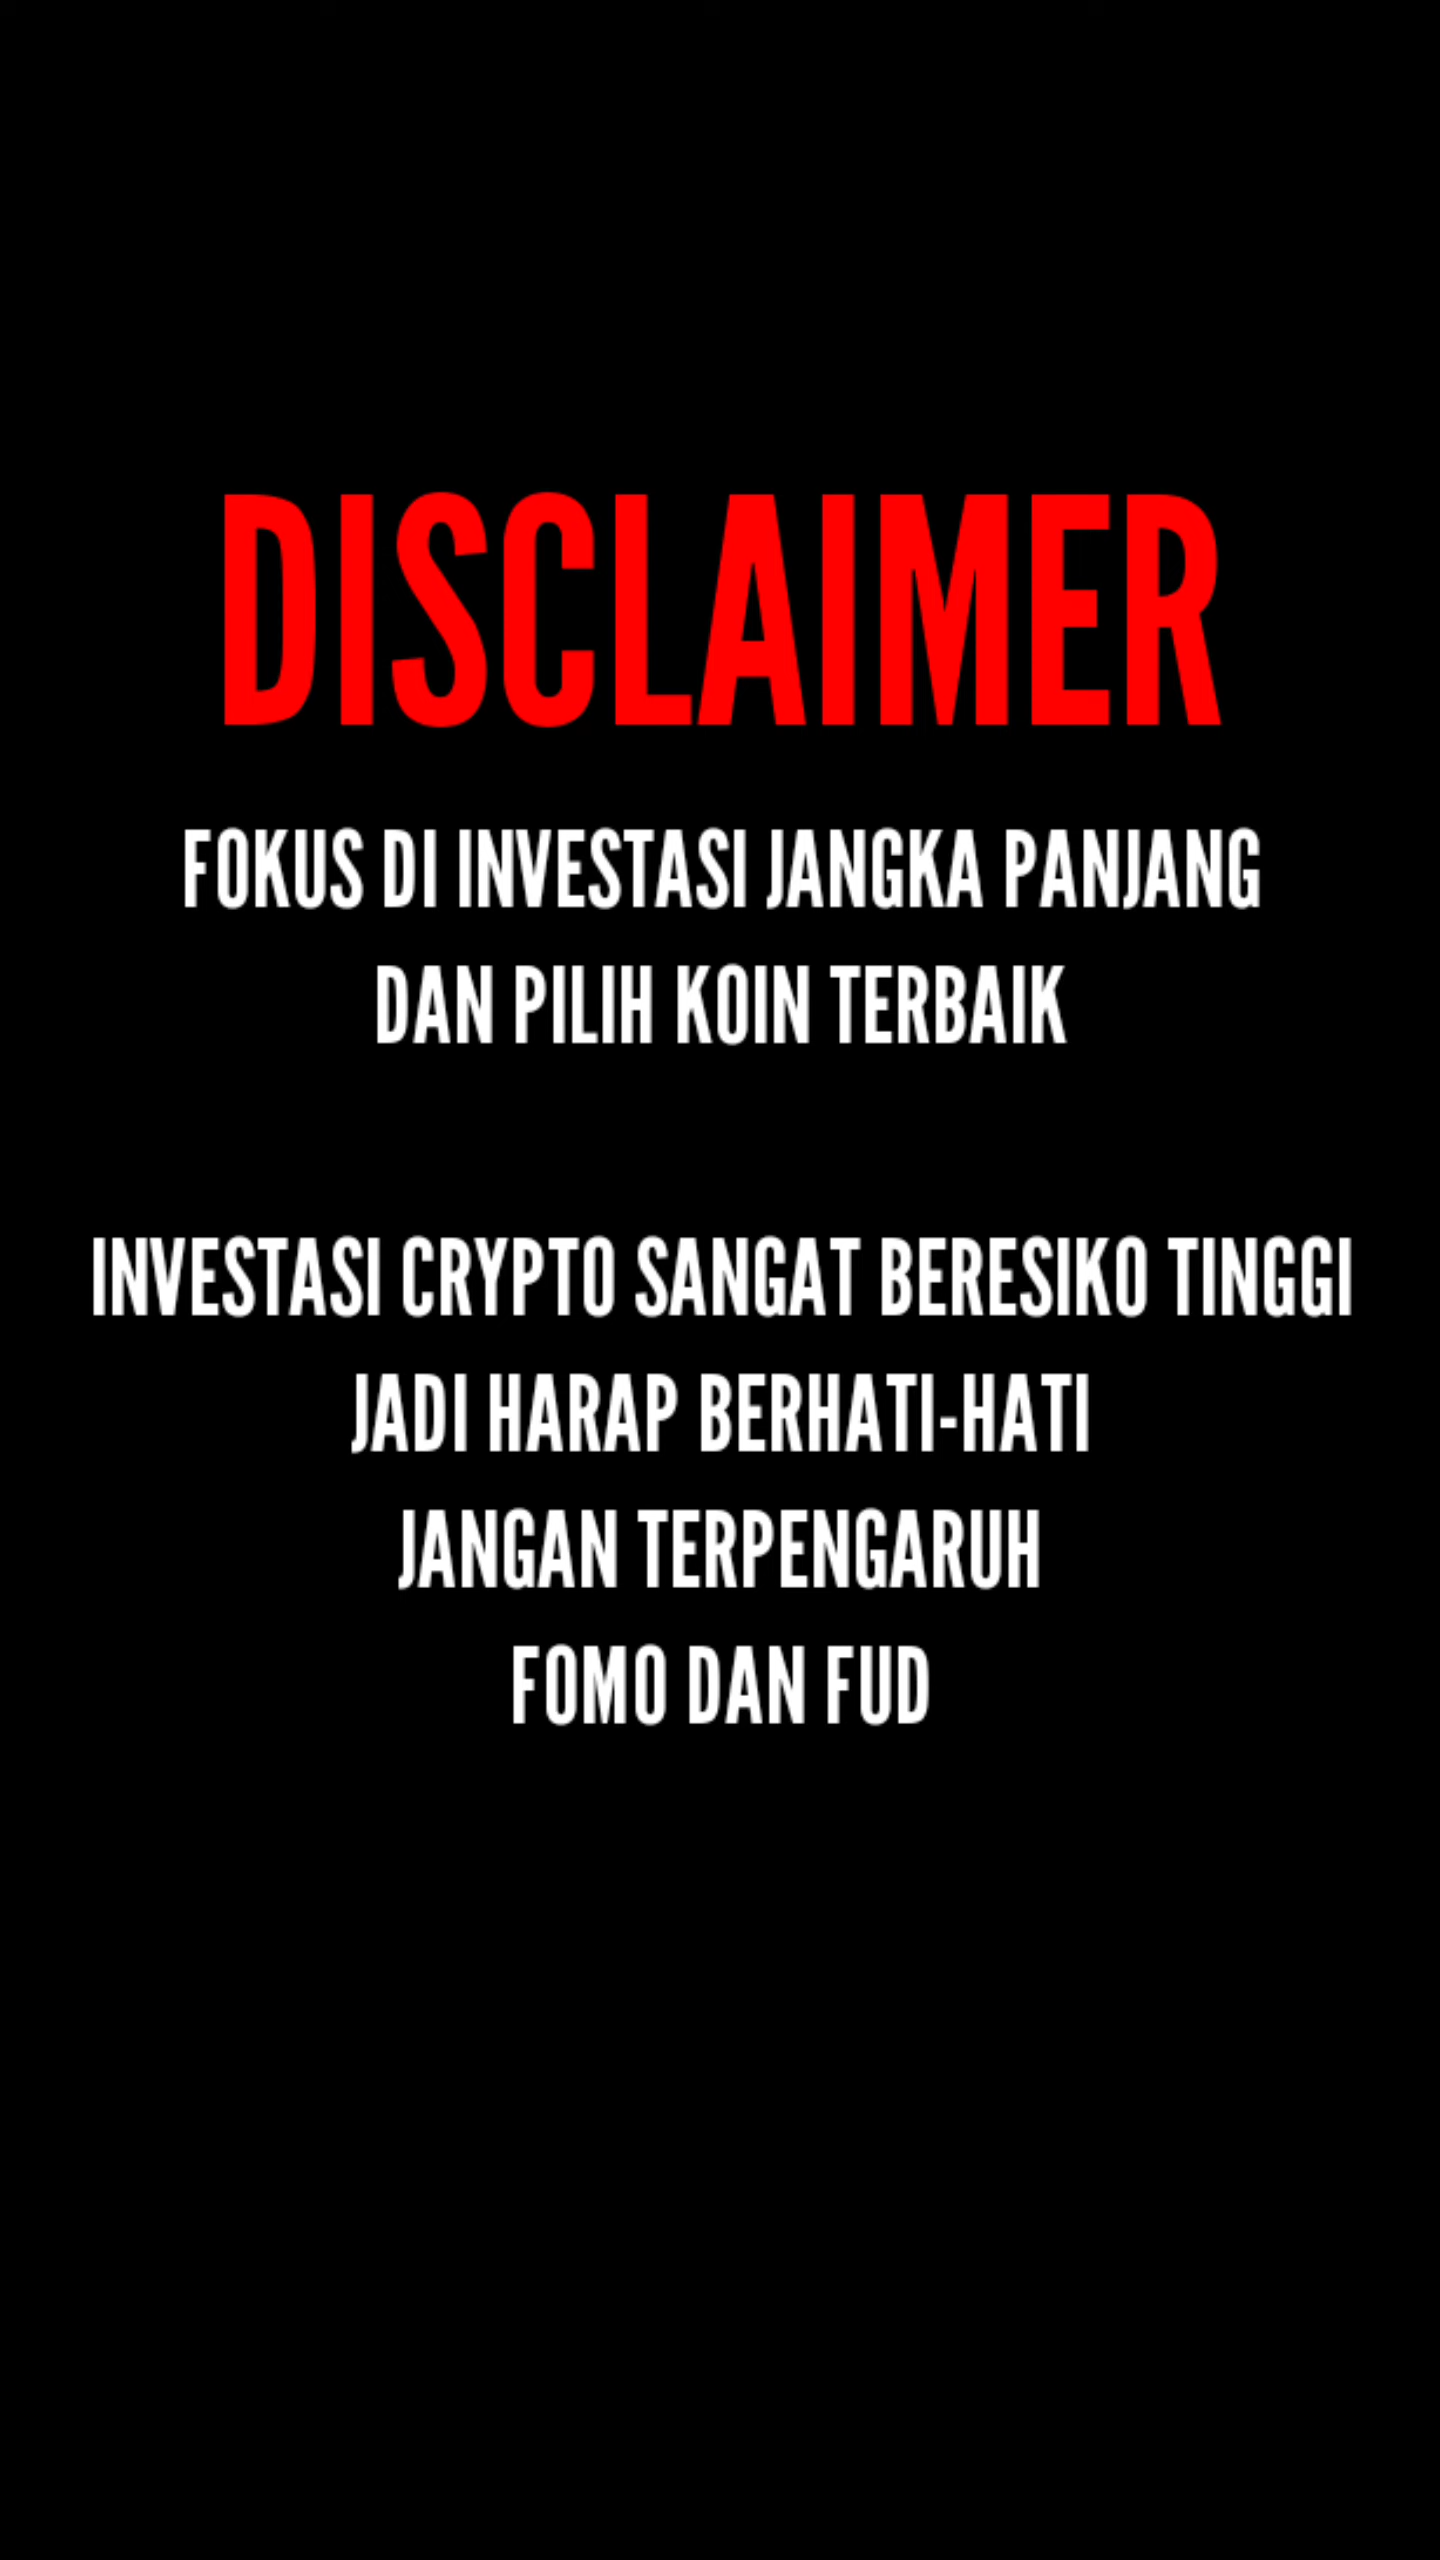 DISCLAIMER
FOKUS DI INVESTASI JANGKA PANJANG
DAN PILIH KOIN TERBAIK
INVESTASI CRYPTO SANGAT BERESIKO TINGGI
JADI HARAP BERHATI-HATI
JANGAN TERPENGARUH
FOMO DAN FUD